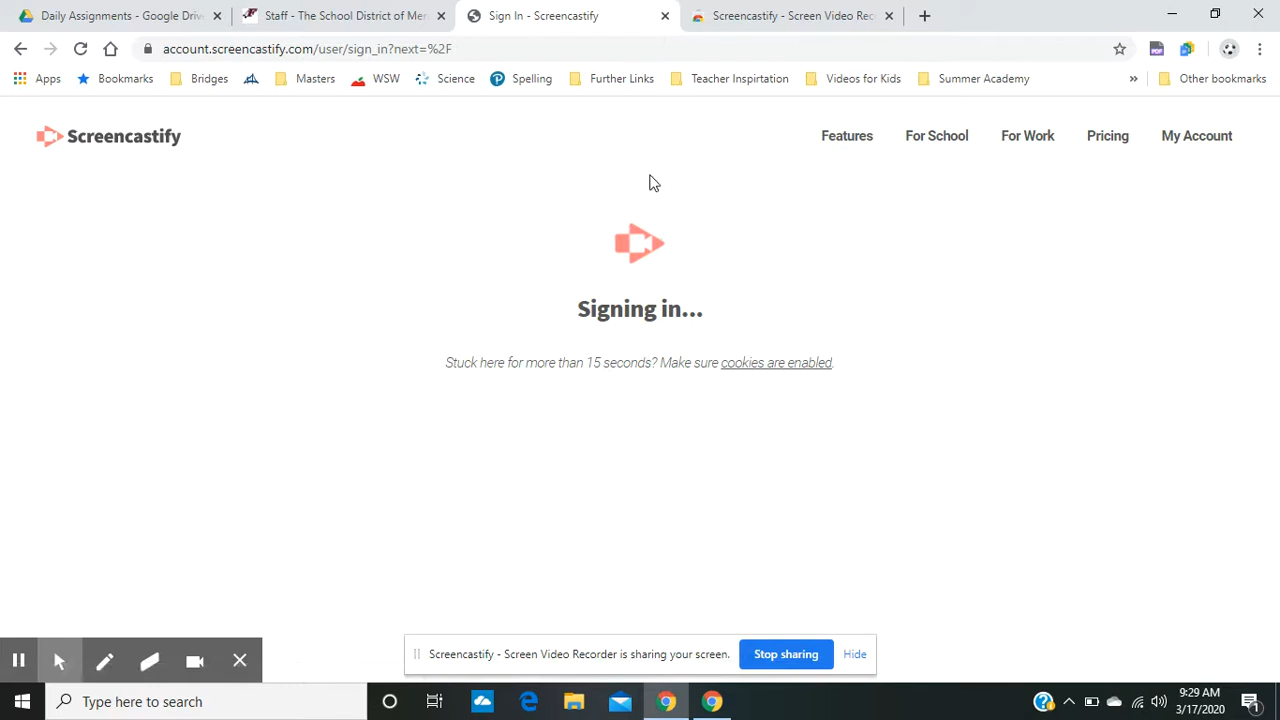 Daily Assignments - Google Driv
Staff - The School District of Mer
Sign In - Screencastify
Screencastify - Screen Video Rec
account.screencastify.com/user/sign_in?next=%2F
Apps
Bookmarks
Bridges
Masters
WSW
Science
Spelling
Further Links
Teacher Inspirtation
Videos for Kids
Summer Academy
»
Other bookmarks
Screencastify
Features
For School
For Work
Pricing
My Account
Signing in...
Stuck here for more than 15 seconds? Make sure cookies are enabled.
Screencastify - Screen Video Recorder is sharing your screen.
Stop sharing
Hide
Type here to search
9:29 AM
3/17/2020
1